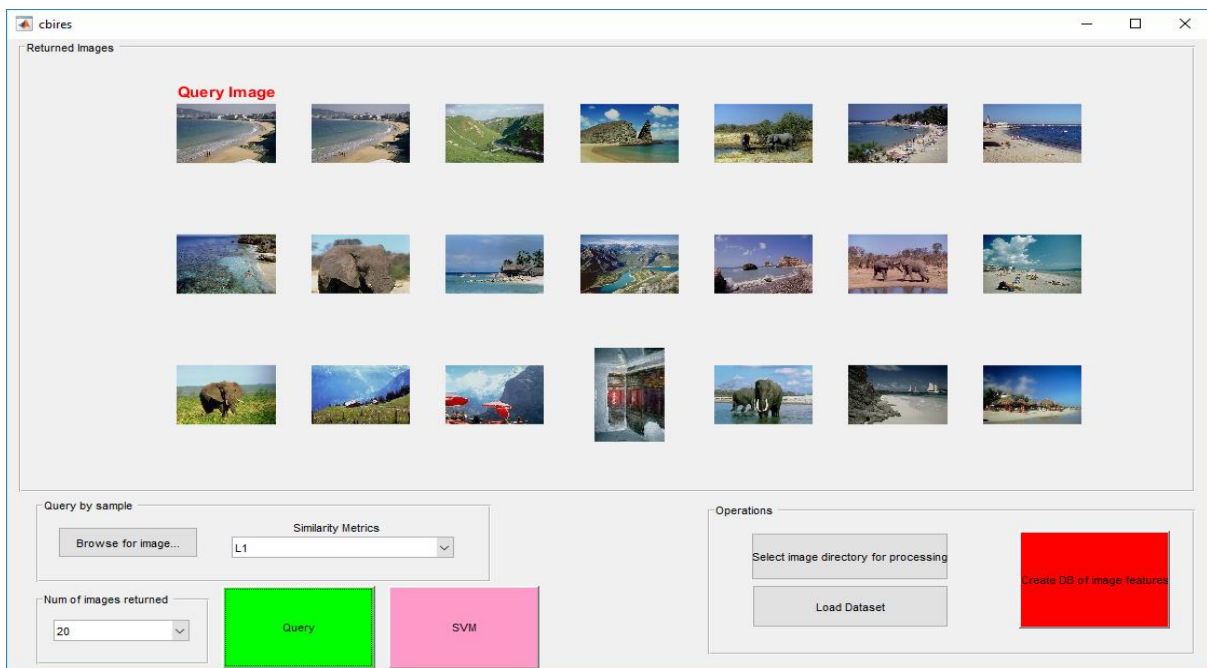 cbires
Returned Images
Query Image
Query by sample
Browse for image...
Similarity Metrics
L1
Num of images returned
20
Query
SVM
Operations
Select image directory for processing
Load Dataset
Create DB of image features